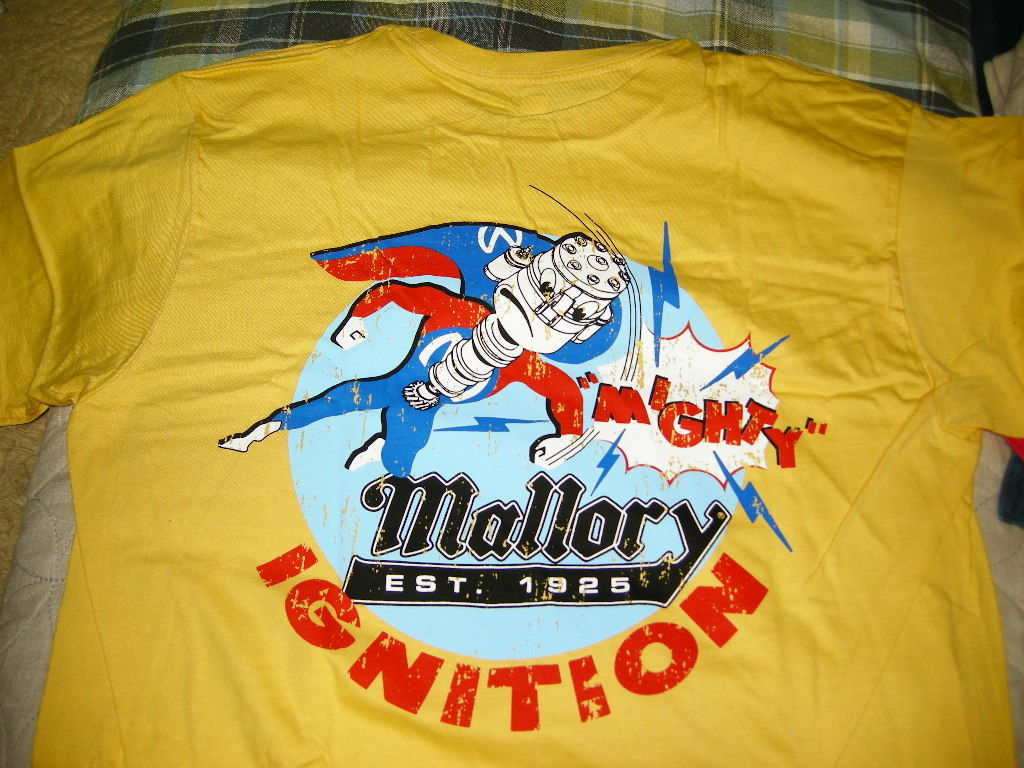 "MIGHTY"
Mallory
EST. 1925
IGNITION